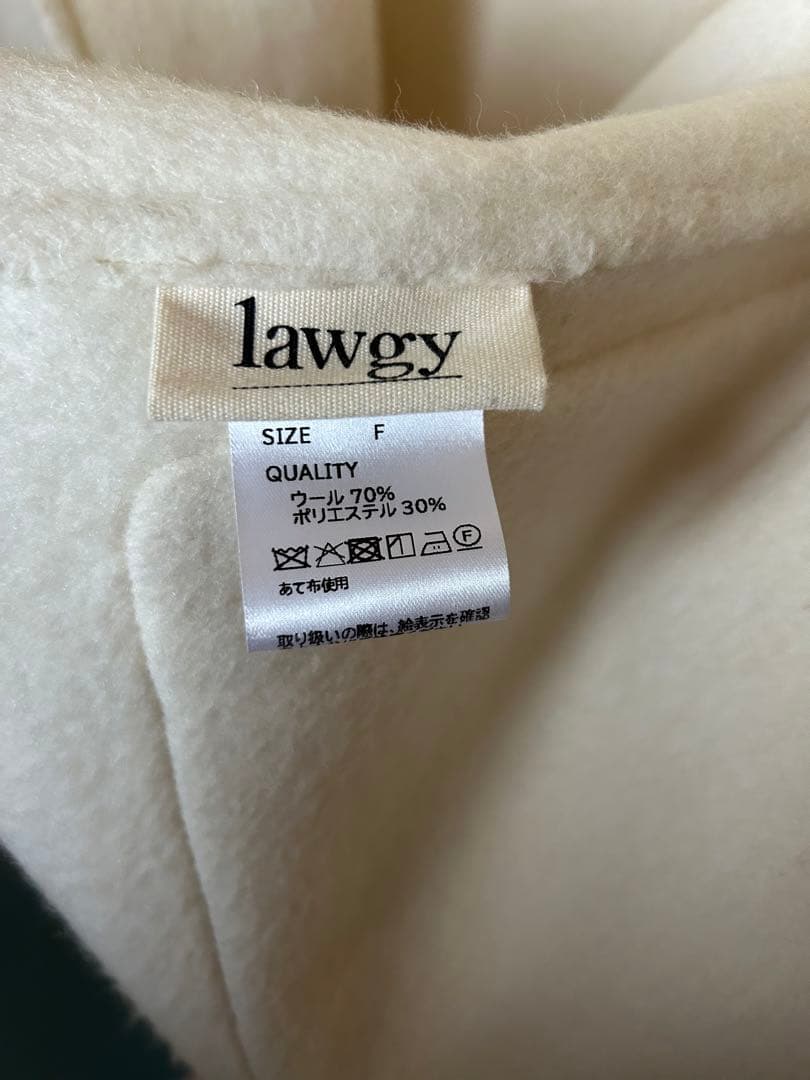 lawgy
SIZE F
QUALITY
ウール 70%
ポリエステル 30%
F
あて布使用
取り扱いの際は、絵表示を確認